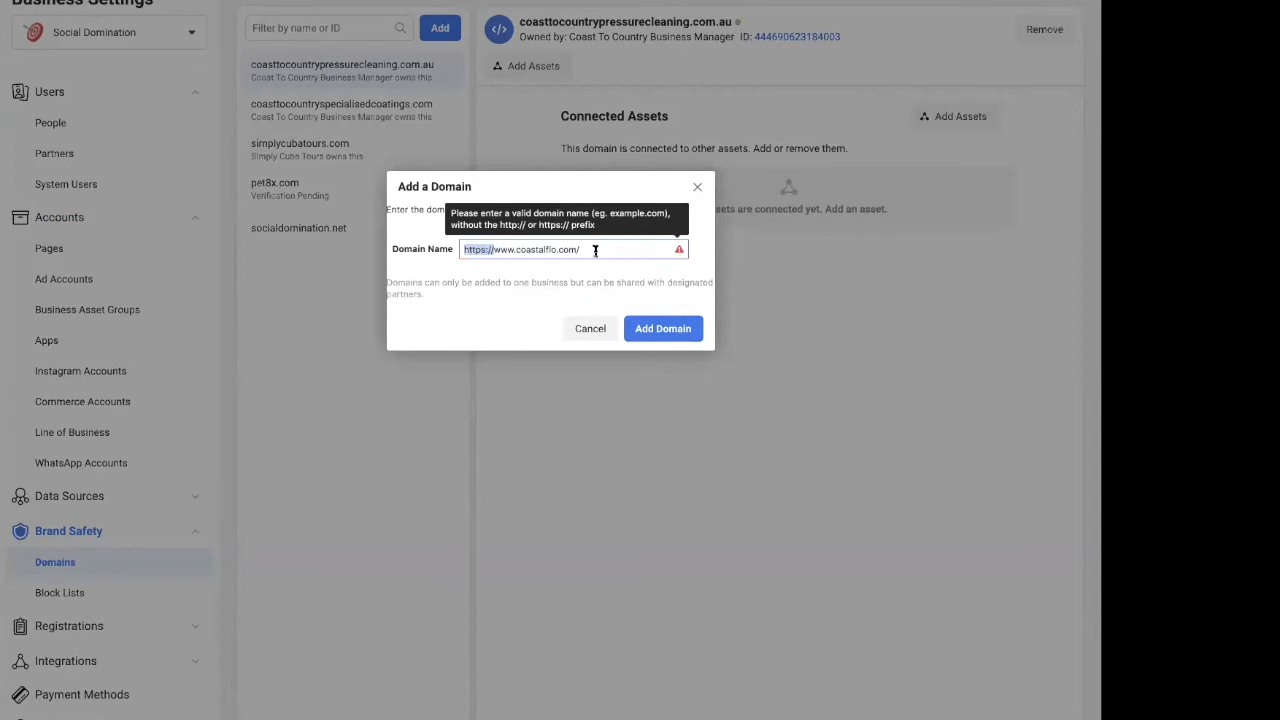 Business Settings
Social Domination
Users
People
Partners
System Users
Accounts
Pages
Ad Accounts
Business Asset Groups
Apps
Instagram Accounts
Commerce Accounts
Line of Business
WhatsApp Accounts
Data Sources
Brand Safety
Domains
Block Lists
Registrations
Integrations
Payment Methods
Filter by name or ID
Add
coasttocountrypressurecleaning.com.au
Coast To Country Business Manager owns this
coasttocountryspecialisedcoatings.com
Coast To Country Business Manager owns this
simplycubatours.com
Simply Cuba Tours owns this
pet8x.com
Verification Pending
socialdomination.net
coasttocountrypressurecleaning.com.au
Owned by: Coast To Country Business Manager ID: 444690623184003
Remove
Add Assets
Connected Assets
Add Assets
This domain is connected to other assets. Add or remove them.
assets are connected yet. Add an asset.
Add a Domain
Enter the dom
Please enter a valid domain name (eg. example.com),
without the http:// or https:// prefix
Domain Name
https://www.coastalflo.com/
Domains can only be added to one business but can be shared with designated
partners.
Cancel
Add Domain